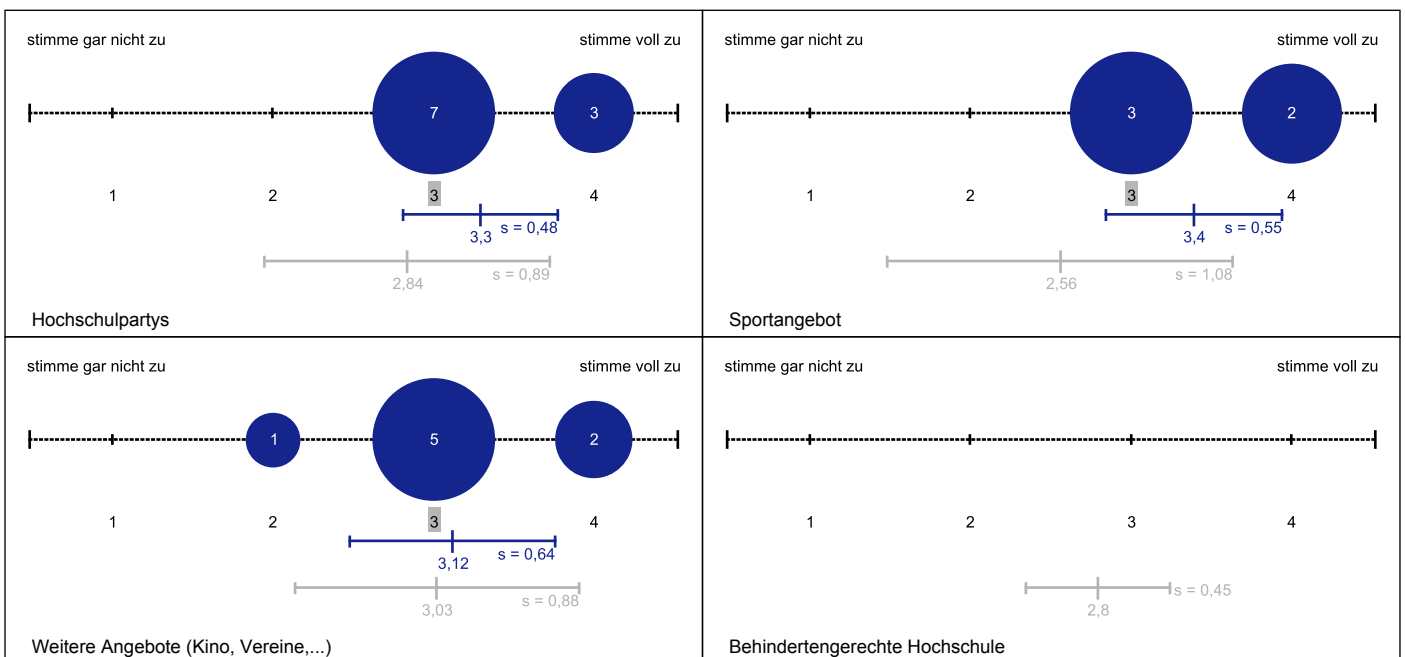 stimme gar nicht zu stimme voll zu
7 3
1 2 3 4
3,3 s = 0,48
2,84 s = 0,89
Hochschulpartys
stimme gar nicht zu stimme voll zu
3 2
1 2 3 4
3,4 s = 0,55
2,56 s = 1,08
Sportangebot
stimme gar nicht zu stimme voll zu
1 5 2
1 2 3 4
3,12 s = 0,64
3,03 s = 0,88
Weitere Angebote (Kino, Vereine,...)
stimme gar nicht zu stimme voll zu
1 2 3 4
2,8 s = 0,45
Behindertengerechte Hochschule